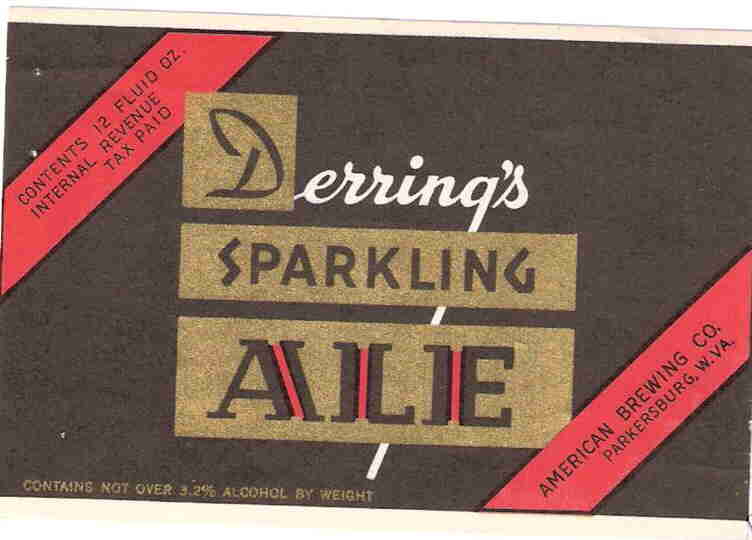 CONTENTS 12 FLUID OZ.
INTERNAL REVENUE
TAX PAID
Derring's
SPARKLING
ALE
AMERICAN BREWING CO.
PARKERSBURG, W.VA.
CONTAINS NOT OVER 3.2% ALCOHOL BY WEIGHT